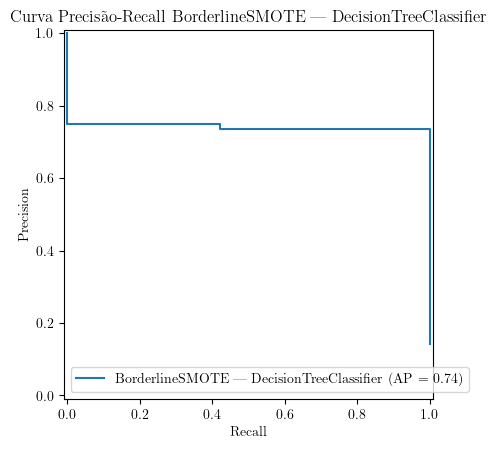 Curva Precisão-Recall BorderlineSMOTE — DecisionTreeClassifier
1.0
0.8
0.6
0.4
0.2
0.0
Precision
BorderlineSMOTE — DecisionTreeClassifier (AP = 0.74)
0.0 0.2 0.4 0.6 0.8 1.0
Recall